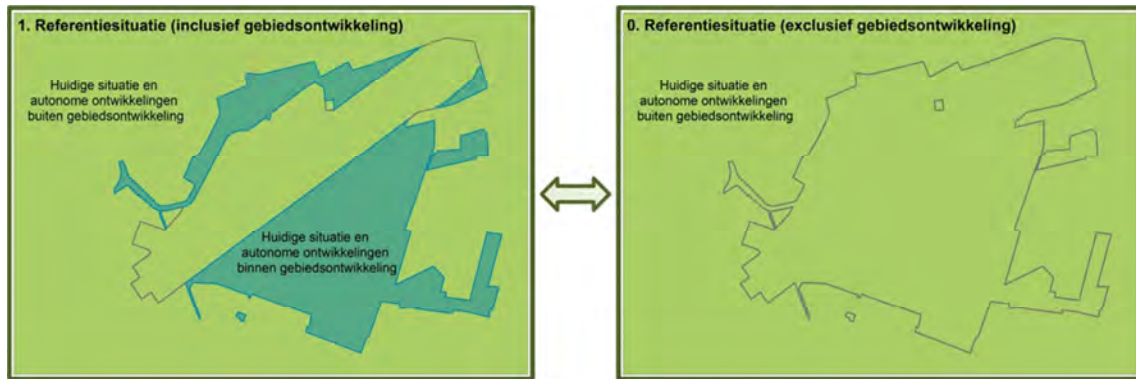 1. Referentiesituatie (inclusief gebiedsontwikkeling)
Huidige situatie en
autonome ontwikkelingen
buiten gebiedsontwikkeling
Huidige situatie en
autonome ontwikkelingen
binnen gebiedsontwikkeling
0. Referentiesituatie (exclusief gebiedsontwikkeling)
Huidige situatie en
autonome ontwikkelingen
buiten gebiedsontwikkeling